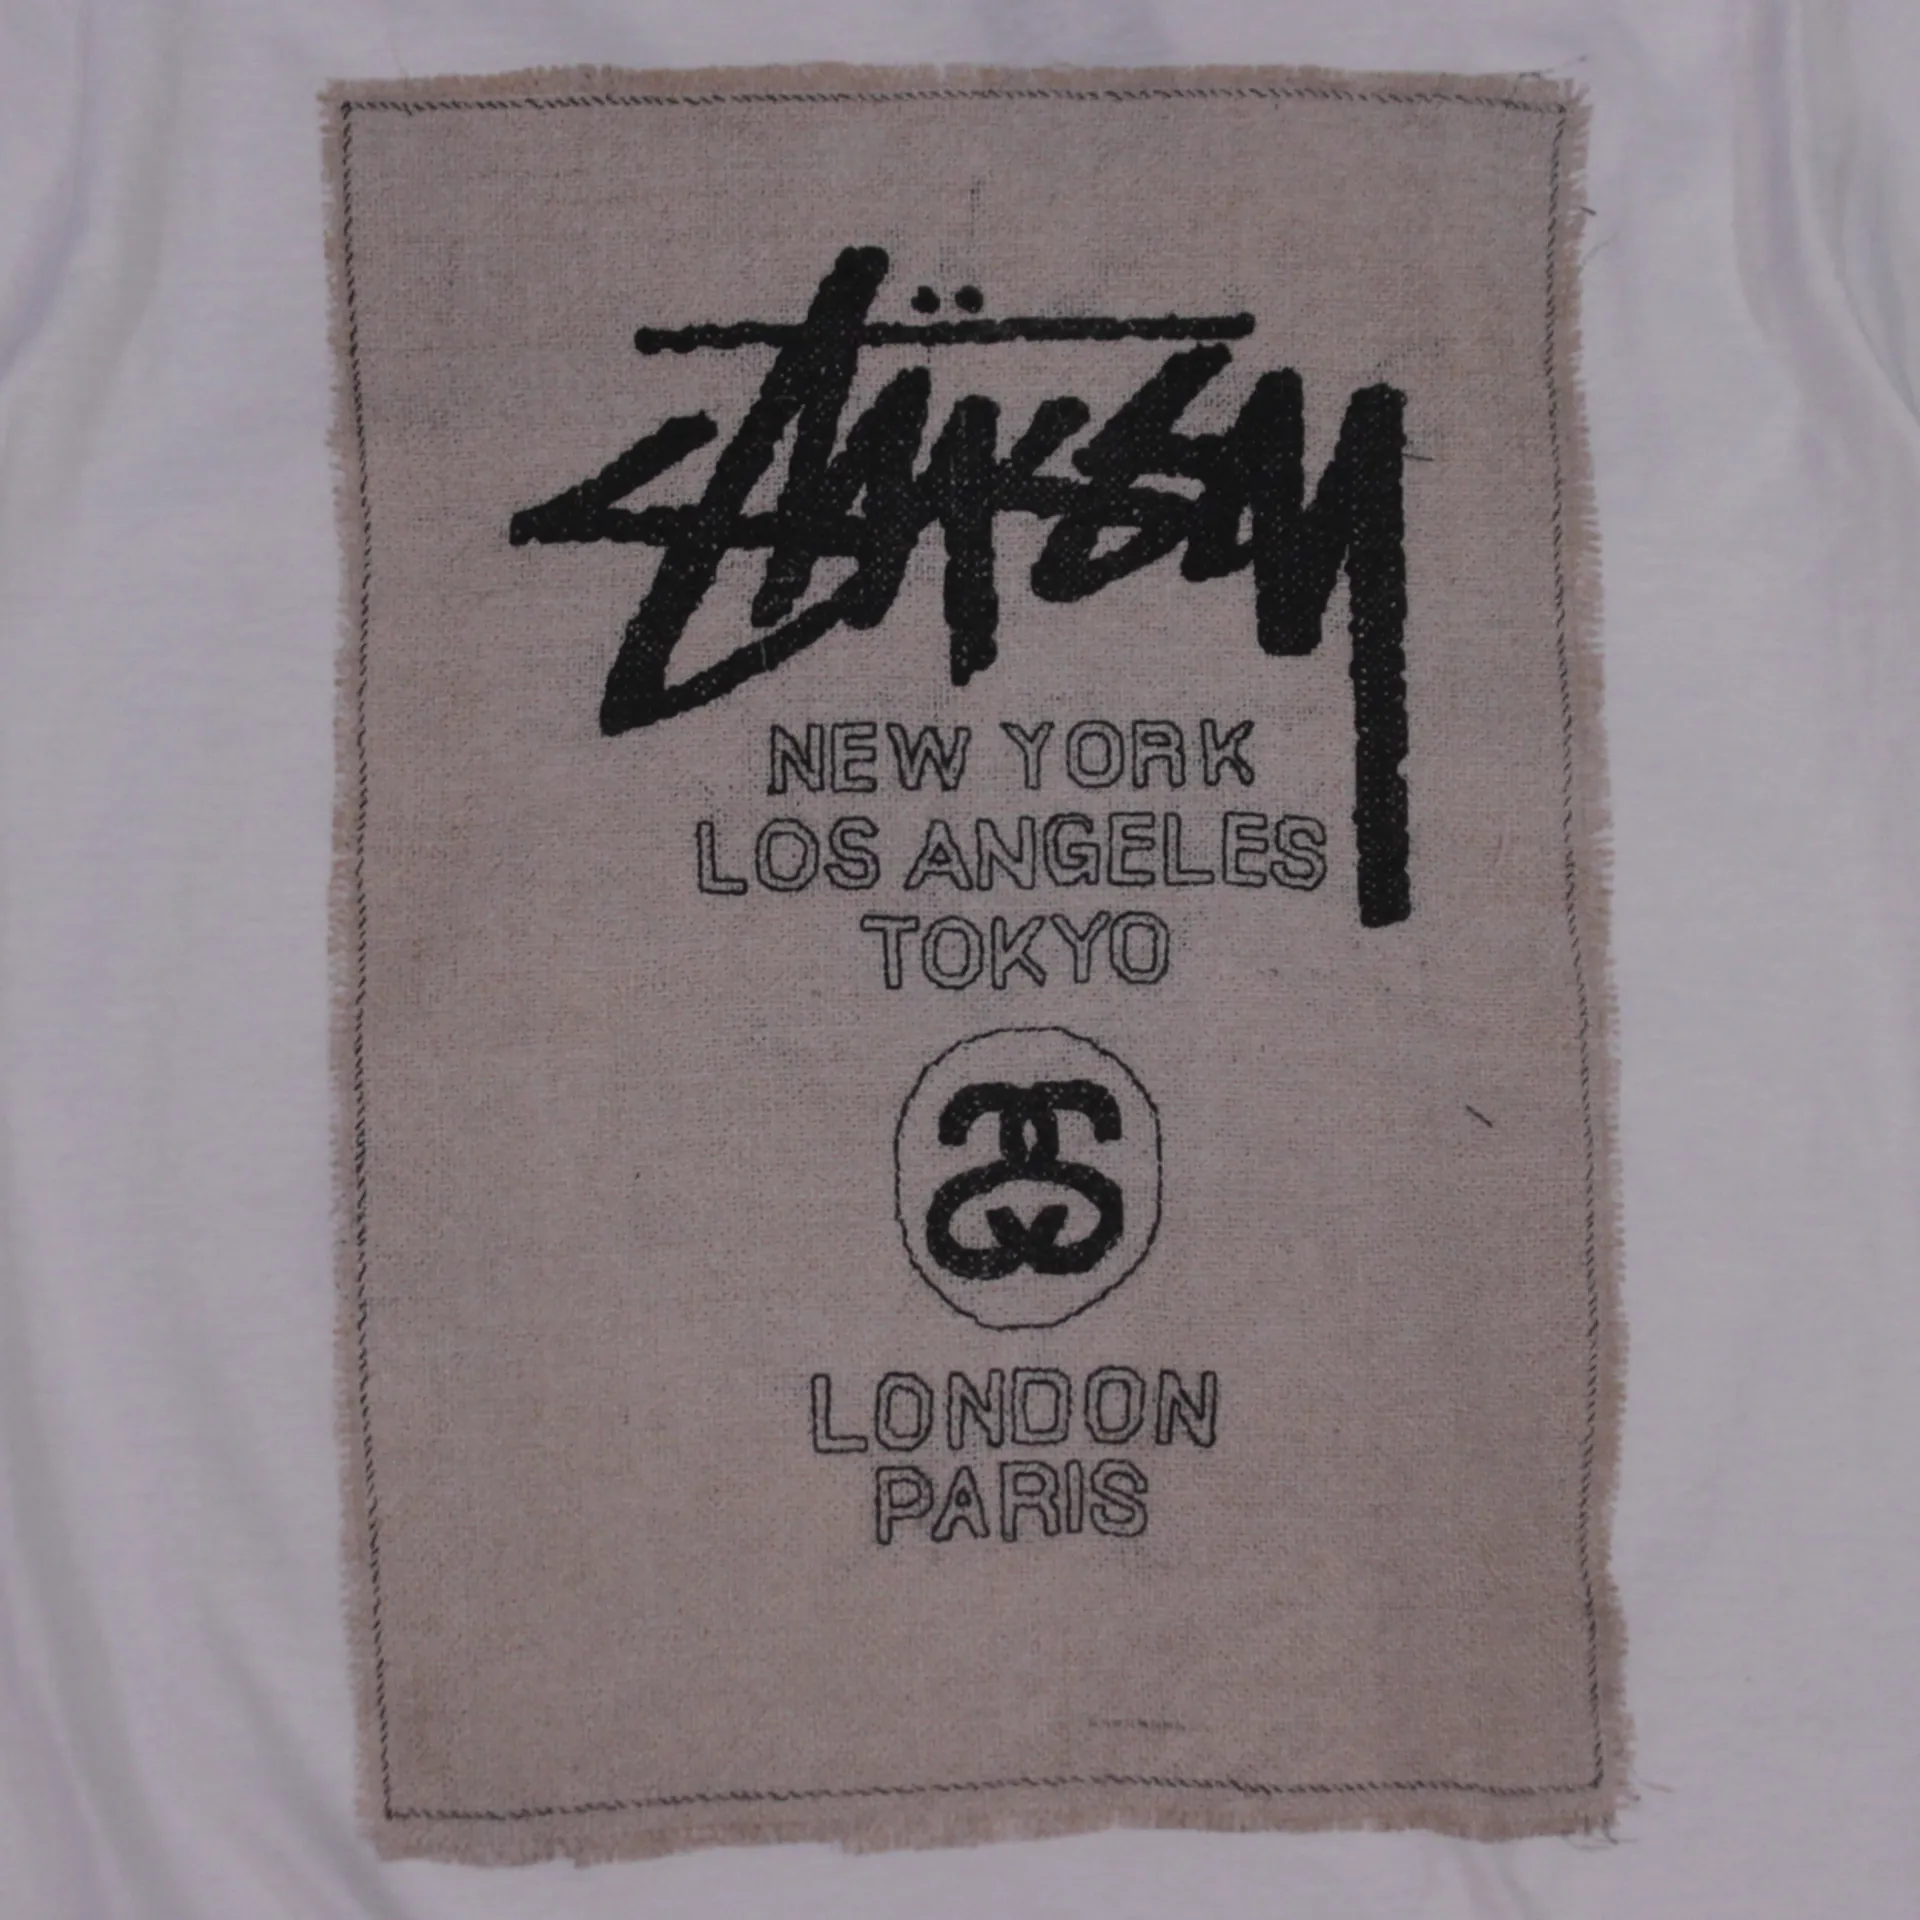 Stüssy
NEW YORK
LOS ANGELES
TOKYO
LONDON
PARIS